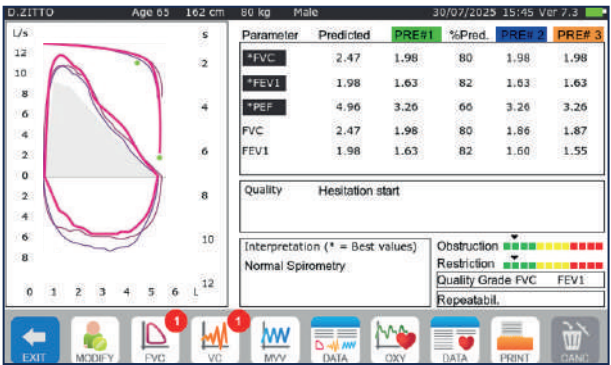 D.ZITTO Age 65 162 cm 80 kg Male 30/07/2025 15:45 Ver 7.3
L/s s
12
10
8
6
4
2
0
2
4
6
8
2
4
6
8
10
12
0 1 2 3 4 5 6 L
Parameter Predicted PRE#1 %Pred. PRE# 2 PRE# 3
*FVC 2.47 1.98 80 1.98 1.98
*FEV1 1.98 1.63 82 1.63 1.63
*PEF 4.96 3.26 66 3.26 3.26
FVC 2.47 1.98 80 1.86 1.87
FEV1 1.98 1.63 82 1.60 1.55
Quality Hesitation start
Interpretation (* = Best values)
Normal Spirometry
Obstruction
Restriction
Quality Grade FVC FEV1
Repeatabil.
1 1
EXIT MODIFY FVC VC MVV DATA OXY DATA PRINT CANC